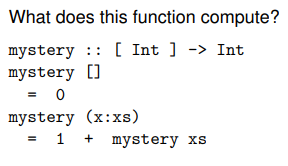 What does this function compute?
mystery :: [ Int ] -> Int
mystery []
= 0
mystery (x:xs)
= 1 + mystery xs